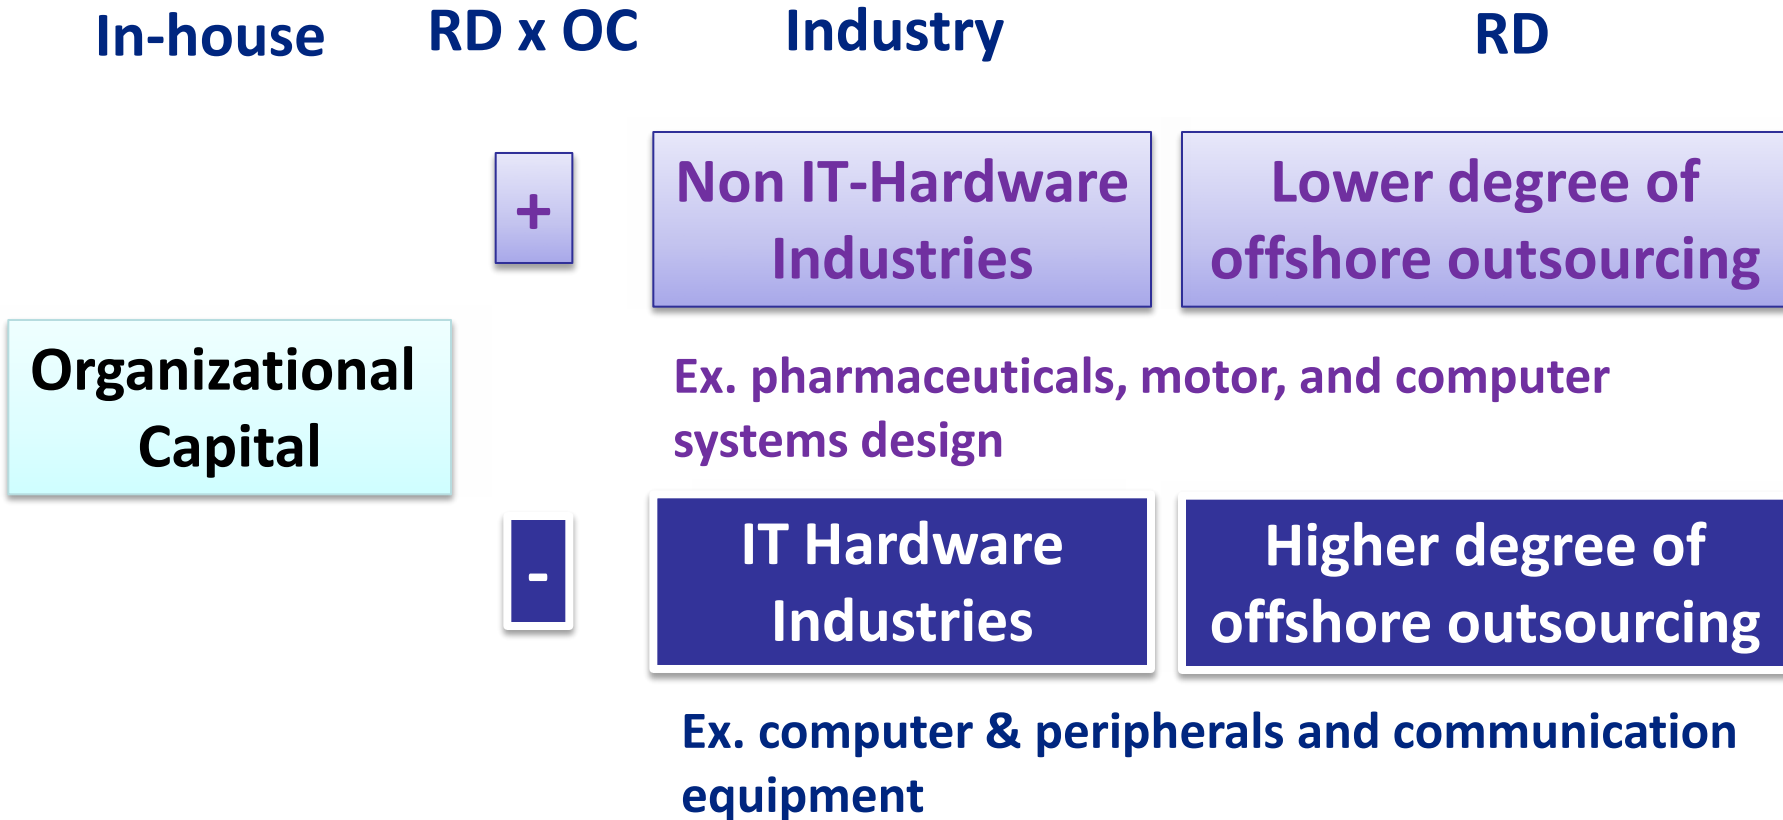 In-house RD x OC Industry RD
+
Non IT-Hardware
Industries
Lower degree of
offshore outsourcing
Organizational
Capital
Ex. pharmaceuticals, motor, and computer
systems design
-
IT Hardware
Industries
Higher degree of
offshore outsourcing
Ex. computer & peripherals and communication
equipment